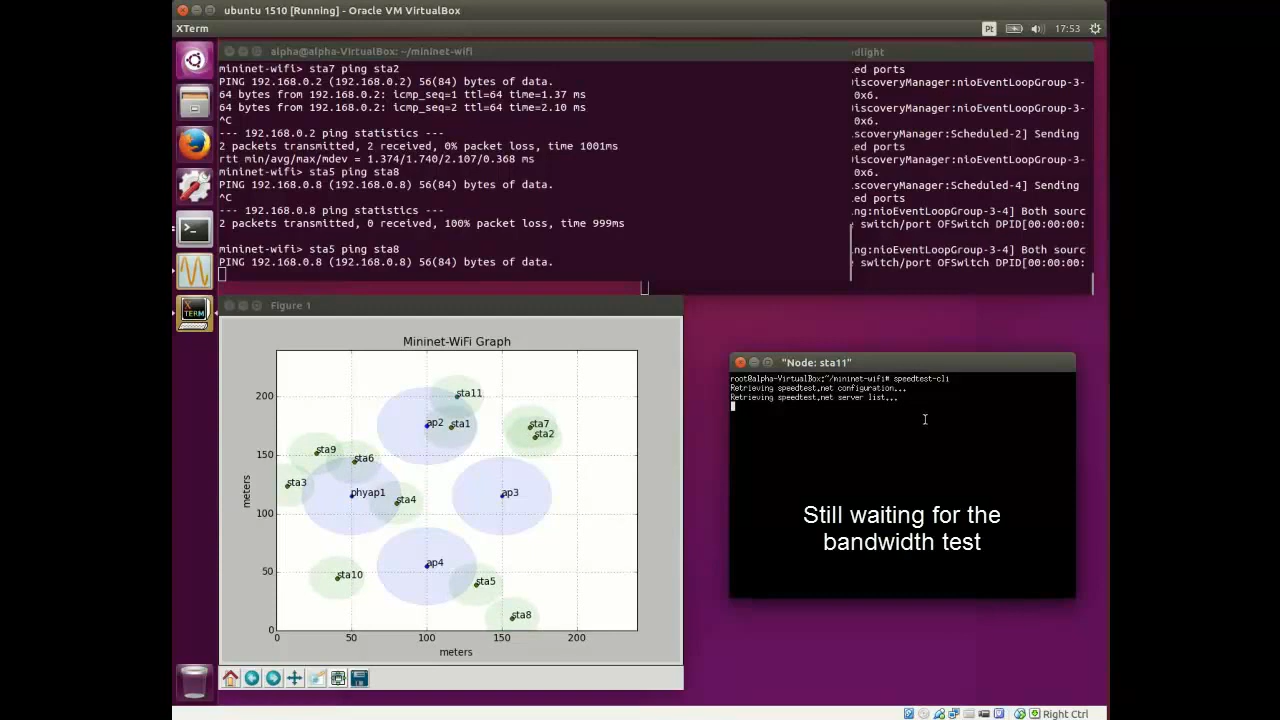 ubuntu 1510 [Running] - Oracle VM VirtualBox
XTerm
Pt
17:53
alpha@alpha-VirtualBox: ~/mininet-wifi
mininet-wifi> sta7 ping sta2
PING 192.168.0.2 (192.168.0.2) 56(84) bytes of data.
64 bytes from 192.168.0.2: icmp_seq=1 ttl=64 time=1.37 ms
64 bytes from 192.168.0.2: icmp_seq=2 ttl=64 time=2.10 ms
^C
--- 192.168.0.2 ping statistics ---
2 packets transmitted, 2 received, 0% packet loss, time 1001ms
rtt min/avg/max/mdev = 1.374/1.740/2.107/0.368 ms
mininet-wifi> sta5 ping sta8
PING 192.168.0.8 (192.168.0.8) 56(84) bytes of data.
^C
--- 192.168.0.8 ping statistics ---
2 packets transmitted, 0 received, 100% packet loss, time 999ms
mininet-wifi> sta5 ping sta8
PING 192.168.0.8 (192.168.0.8) 56(84) bytes of data.
dlight
ed ports
iscoveryManager:nioEventLoopGroup-3-
0x6.
iscoveryManager:nioEventLoopGroup-3-
0x6.
scoveryManager:Scheduled-2] Sending
ed ports
iscoveryManager:nioEventLoopGroup-3-
0x6.
scoveryManager:Scheduled-4] Sending
ed ports
ng:nioEventLoopGroup-3-4] Both sourc
switch/port OFSwitch DPID[00:00:00:
ng:nioEventLoopGroup-3-4] Both sourc
switch/port OFSwitch DPID[00:00:00:
XTERM
Figure 1
Mininet-WiFi Graph
200
150
100
50
0
meters
sta11
ap2
sta1
sta7
sta2
sta9
sta6
sta3
phyap1
sta4
ap3
ap4
sta10
sta5
sta8
0
50
100
150
200
meters
"Node: sta11"
root@alpha-VirtualBox:~/mininet-wifi# speedtest-cli
Retrieving speedtest.net configuration...
Retrieving speedtest.net server list...
Still waiting for the
bandwidth test
Right Ctrl